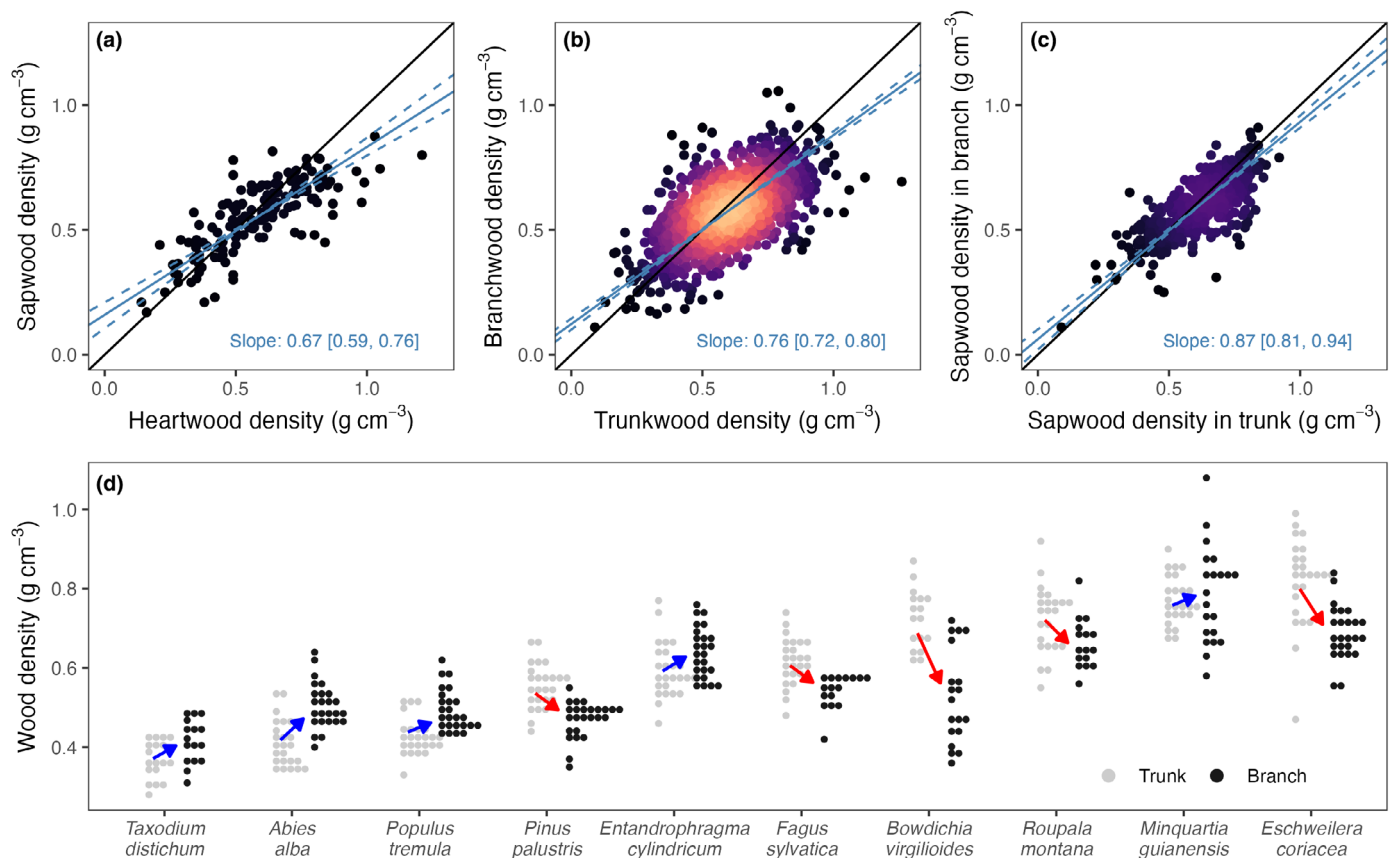 (a)
Sapwood density (g cm⁻³)
1.0
0.5
0.0
Slope: 0.67 [0.59, 0.76]
0.0 0.5 1.0
Heartwood density (g cm⁻³)
(b)
Branchwood density (g cm⁻³)
1.0
0.5
0.0
Slope: 0.76 [0.72, 0.80]
0.0 0.5 1.0
Trunkwood density (g cm⁻³)
(c)
Sapwood density in branch (g cm⁻³)
1.0
0.5
0.0
Slope: 0.87 [0.81, 0.94]
0.0 0.5 1.0
Sapwood density in trunk (g cm⁻³)
(d)
Wood density (g cm⁻³)
1.0
0.8
0.6
0.4
Trunk Branch
Taxodium
distichum
Abies
alba
Populus
tremula
Pinus
palustris
Entandrophragma
cylindricum
Fagus
sylvatica
Bowdichia
virgilioides
Roupala
montana
Minquartia
guianensis
Eschweilera
coriacea